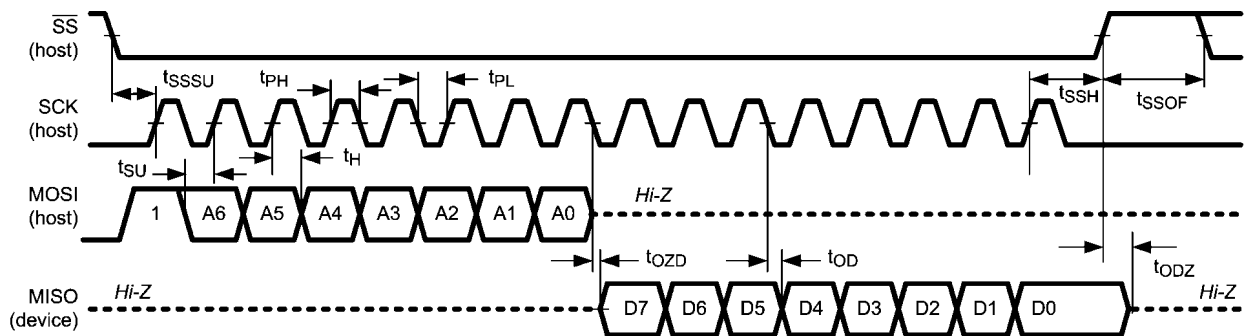 SS
(host)
tSSSU
tPH
tPL
tSSH
tSSOF
SCK
(host)
tSU
tH
MOSI
(host)
1 A6 A5 A4 A3 A2 A1 A0
Hi-Z
tOZD
tOD
tODZ
MISO
(device)
Hi-Z
D7 D6 D5 D4 D3 D2 D1 D0
Hi-Z